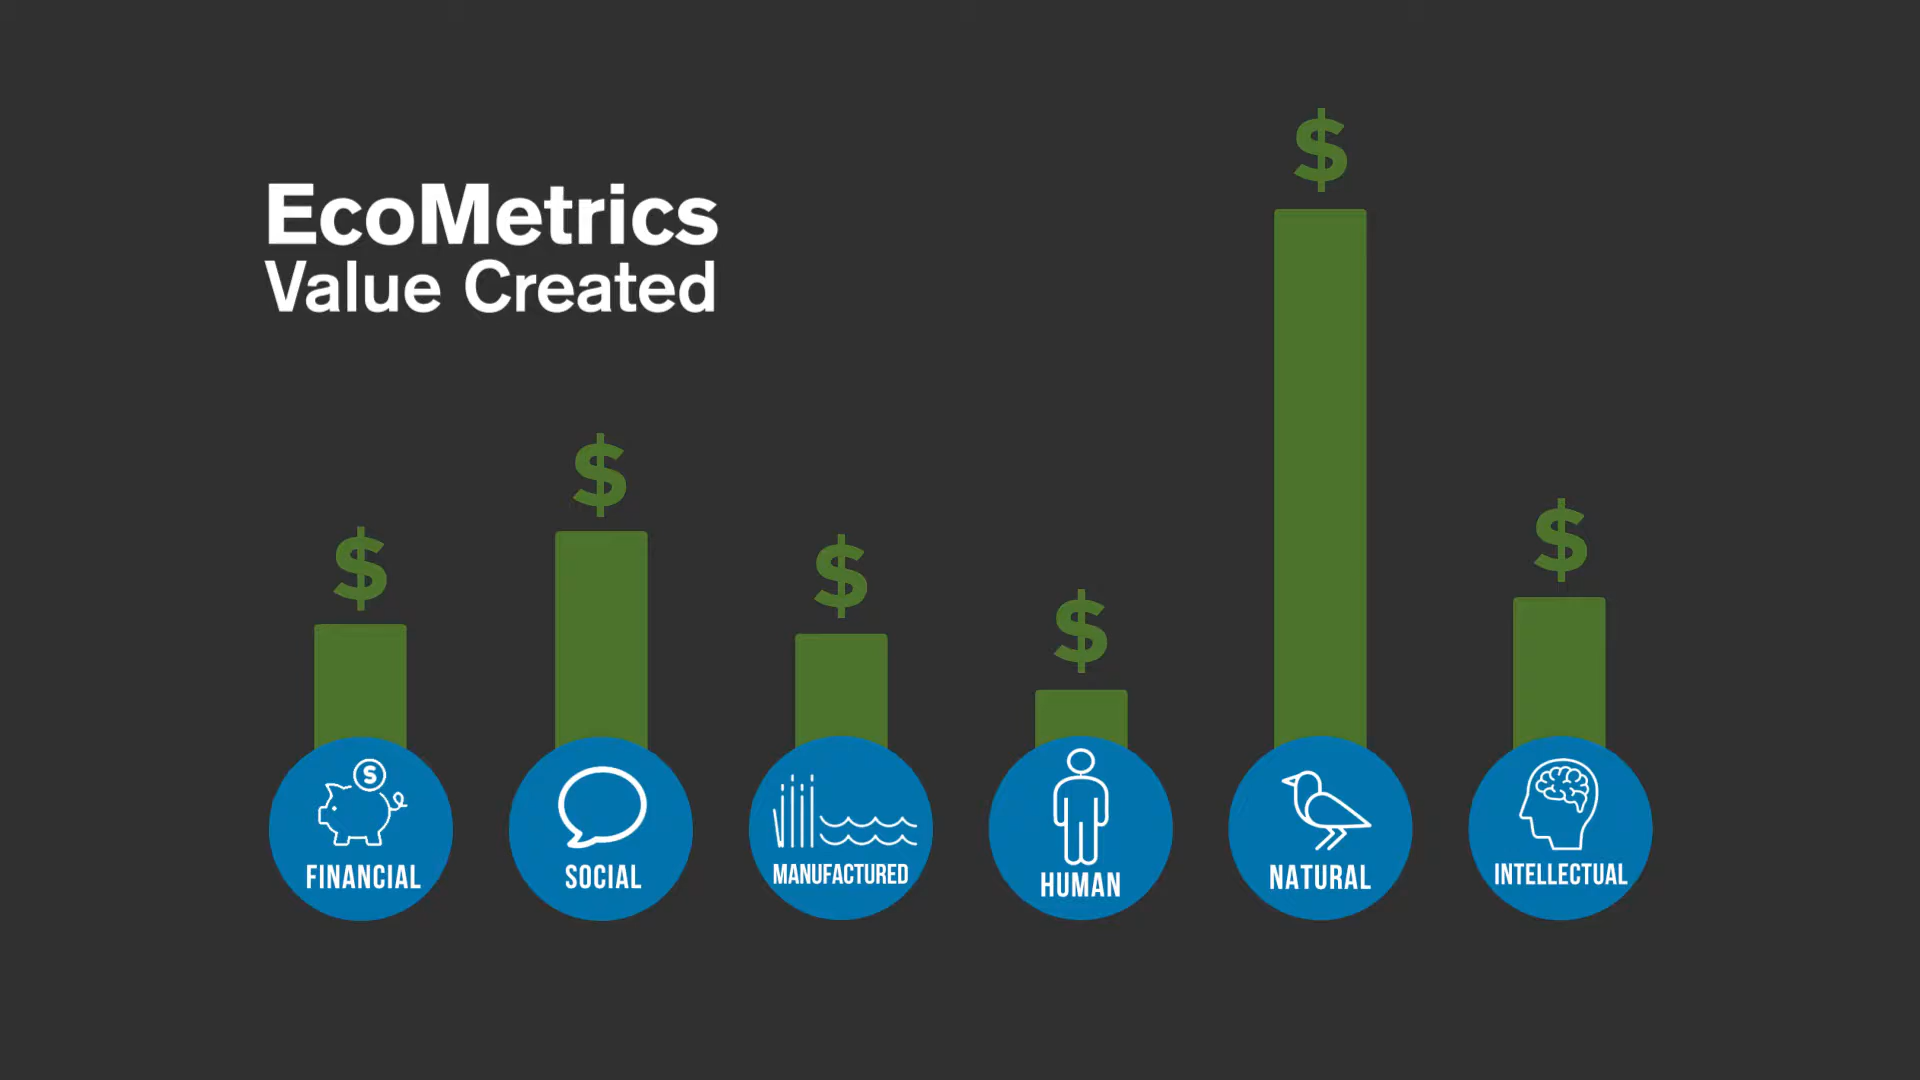 EcoMetrics
Value Created
$
$
$
$
$
$
$
FINANCIAL
SOCIAL
MANUFACTURED
HUMAN
NATURAL
INTELLECTUAL